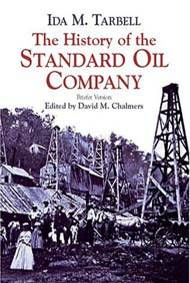 IDA M. TARBELL
The History of the
STANDARD OIL
COMPANY
Briefer Version
Edited by David M. Chalmers